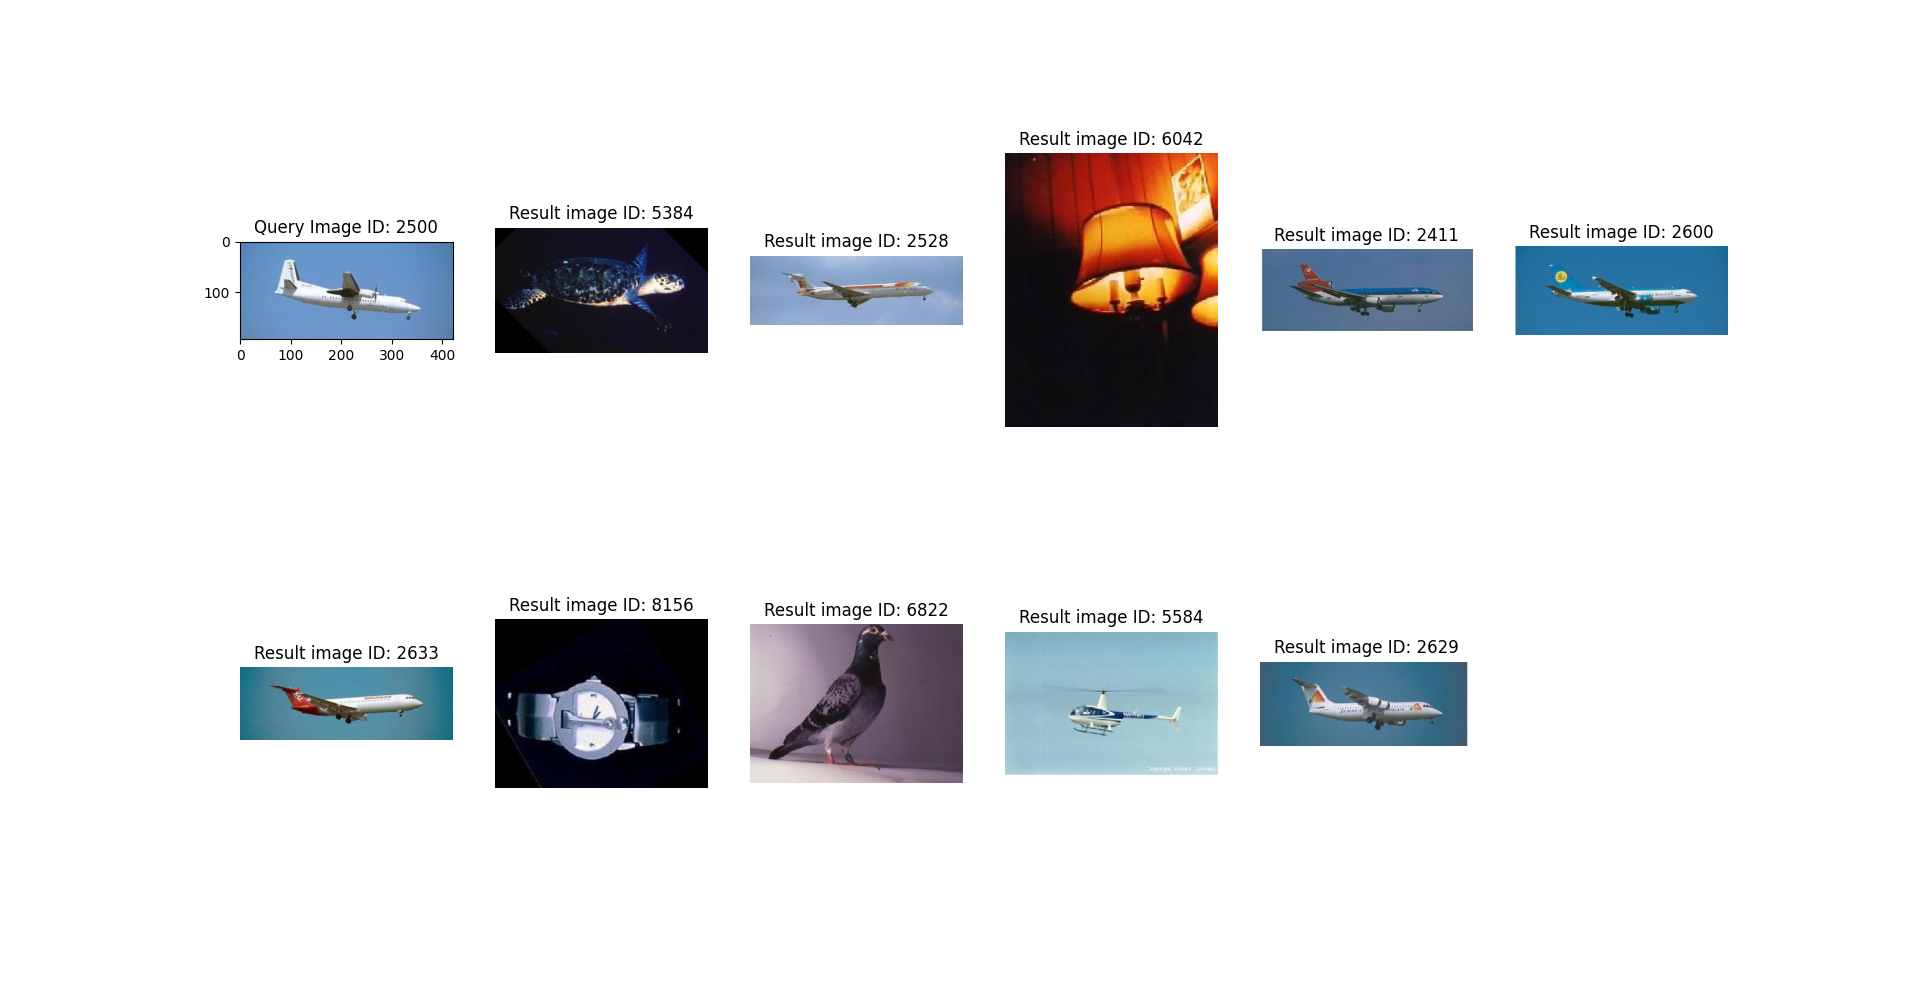 Result image ID: 6042
Query Image ID: 2500
Result image ID: 5384
Result image ID: 2528
Result image ID: 2411
Result image ID: 2600
0
100
0
100
200
300
400
Result image ID: 2633
Result image ID: 8156
Result image ID: 6822
Result image ID: 5584
Result image ID: 2629